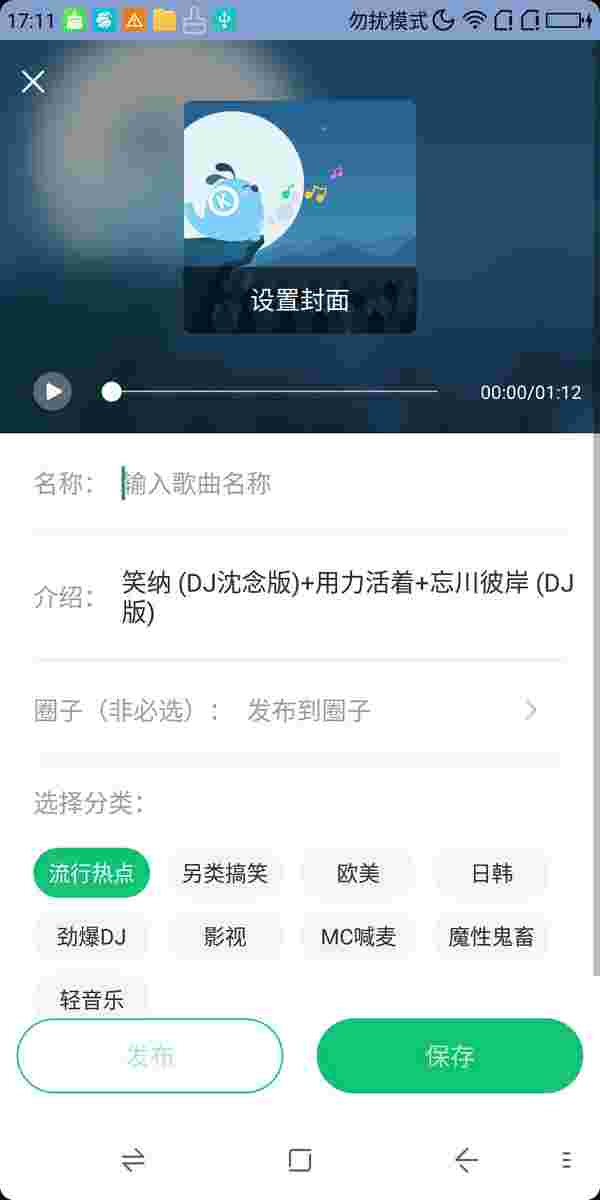 17:11
勿扰模式
K
设置封面
00:00/01:12
名称：
输入歌曲名称
介绍：
笑纳 (DJ沈念版)+用力活着+忘川彼岸 (DJ
版)
圈子（非必选）： 发布到圈子
选择分类：
流行热点 另类搞笑 欧美 日韩
劲爆DJ 影视 MC喊麦 魔性鬼畜
轻音乐
发布 保存